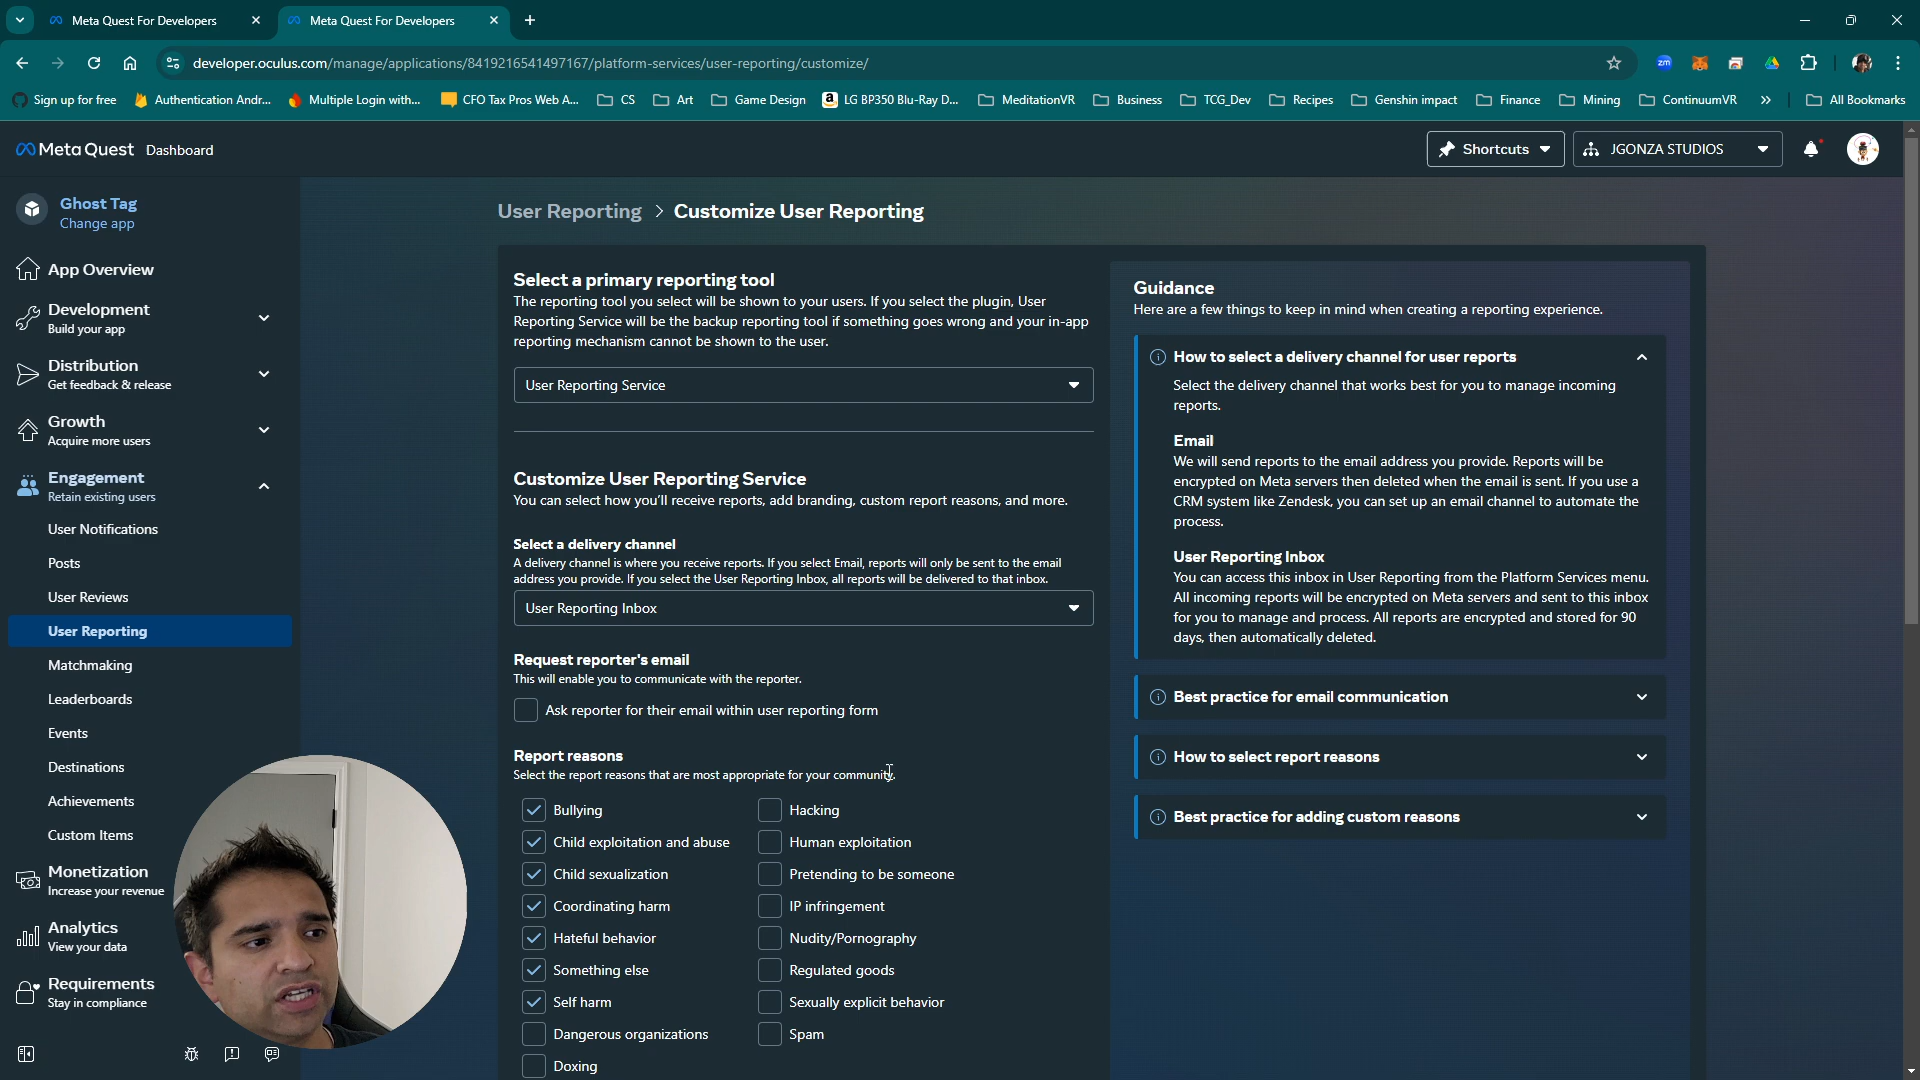 Meta Quest For Developers
Meta Quest For Developers
developer.oculus.com/manage/applications/8419216541497167/platform-services/user-reporting/customize/
zm
Sign up for free
Authentication Andr...
Multiple Login with...
CFO Tax Pros Web A...
CS
Art
Game Design
LG BP350 Blu-Ray D...
MeditationVR
Business
TCG_Dev
Recipes
Genshin impact
Finance
Mining
ContinuumVR
»
All Bookmarks
Meta Quest Dashboard
Shortcuts
JGONZA STUDIOS
Ghost Tag
Change app
App Overview
Development
Build your app
Distribution
Get feedback & release
Growth
Acquire more users
Engagement
Retain existing users
User Notifications
Posts
User Reviews
User Reporting
Matchmaking
Leaderboards
Events
Destinations
Achievements
Custom Items
Monetization
Increase your revenue
Analytics
View your data
Requirements
Stay in compliance
User Reporting > Customize User Reporting
Select a primary reporting tool
The reporting tool you select will be shown to your users. If you select the plugin, User
Reporting Service will be the backup reporting tool if something goes wrong and your in-app
reporting mechanism cannot be shown to the user.
User Reporting Service
Customize User Reporting Service
You can select how you'll receive reports, add branding, custom report reasons, and more.
Select a delivery channel
A delivery channel is where you receive reports. If you select Email, reports will only be sent to the email
address you provide. If you select the User Reporting Inbox, all reports will be delivered to that inbox.
User Reporting Inbox
Request reporter's email
This will enable you to communicate with the reporter.
Ask reporter for their email within user reporting form
Report reasons
Select the report reasons that are most appropriate for your community.
Bullying
Child exploitation and abuse
Child sexualization
Coordinating harm
Hateful behavior
Something else
Self harm
Dangerous organizations
Doxing
Hacking
Human exploitation
Pretending to be someone
IP infringement
Nudity/Pornography
Regulated goods
Sexually explicit behavior
Spam
Guidance
Here are a few things to keep in mind when creating a reporting experience.
How to select a delivery channel for user reports
Select the delivery channel that works best for you to manage incoming
reports.
Email
We will send reports to the email address you provide. Reports will be
encrypted on Meta servers then deleted when the email is sent. If you use a
CRM system like Zendesk, you can set up an email channel to automate the
process.
User Reporting Inbox
You can access this inbox in User Reporting from the Platform Services menu.
All incoming reports will be encrypted on Meta servers and sent to this inbox
for you to manage and process. All reports are encrypted and stored for 90
days, then automatically deleted.
Best practice for email communication
How to select report reasons
Best practice for adding custom reasons